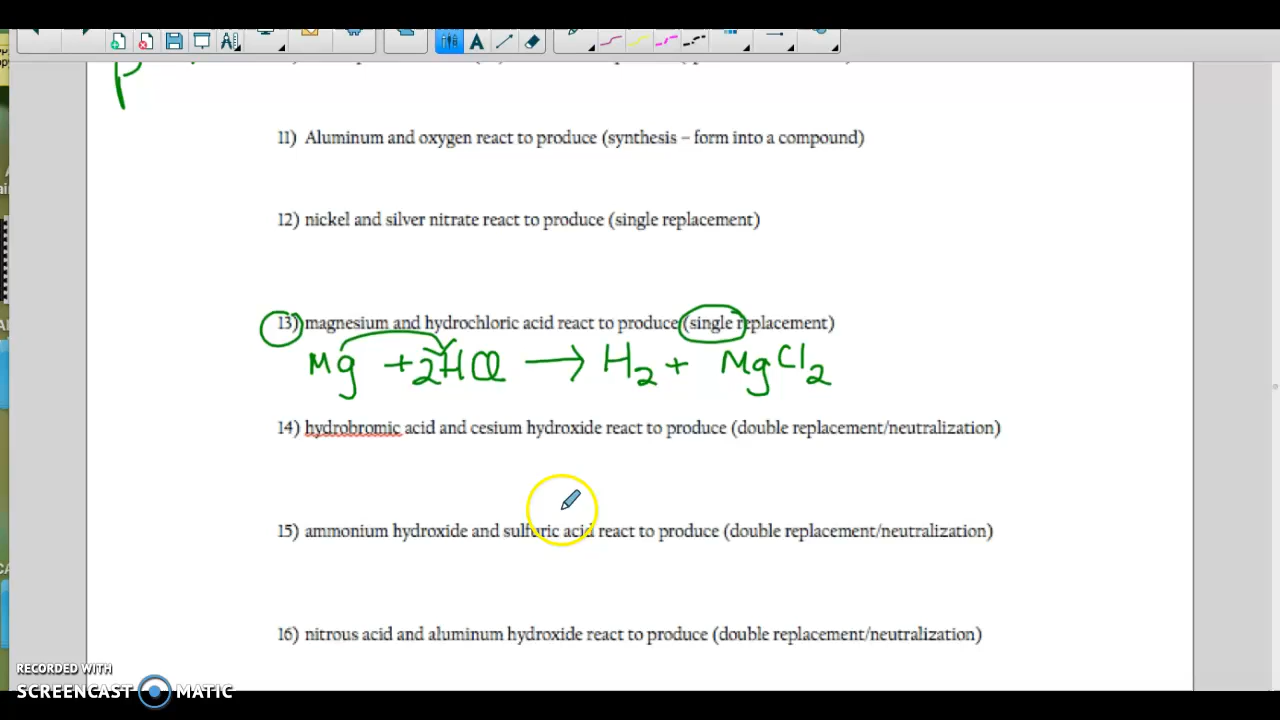 11) Aluminum and oxygen react to produce (synthesis – form into a compound)
12) nickel and silver nitrate react to produce (single replacement)
13) magnesium and hydrochloric acid react to produce (single replacement)
Mg + 2HCl → H2 + MgCl2
14) hydrobromic acid and cesium hydroxide react to produce (double replacement/neutralization)
15) ammonium hydroxide and sulfuric acid react to produce (double replacement/neutralization)
16) nitrous acid and aluminum hydroxide react to produce (double replacement/neutralization)
RECORDED WITH
SCREENCAST MATIC